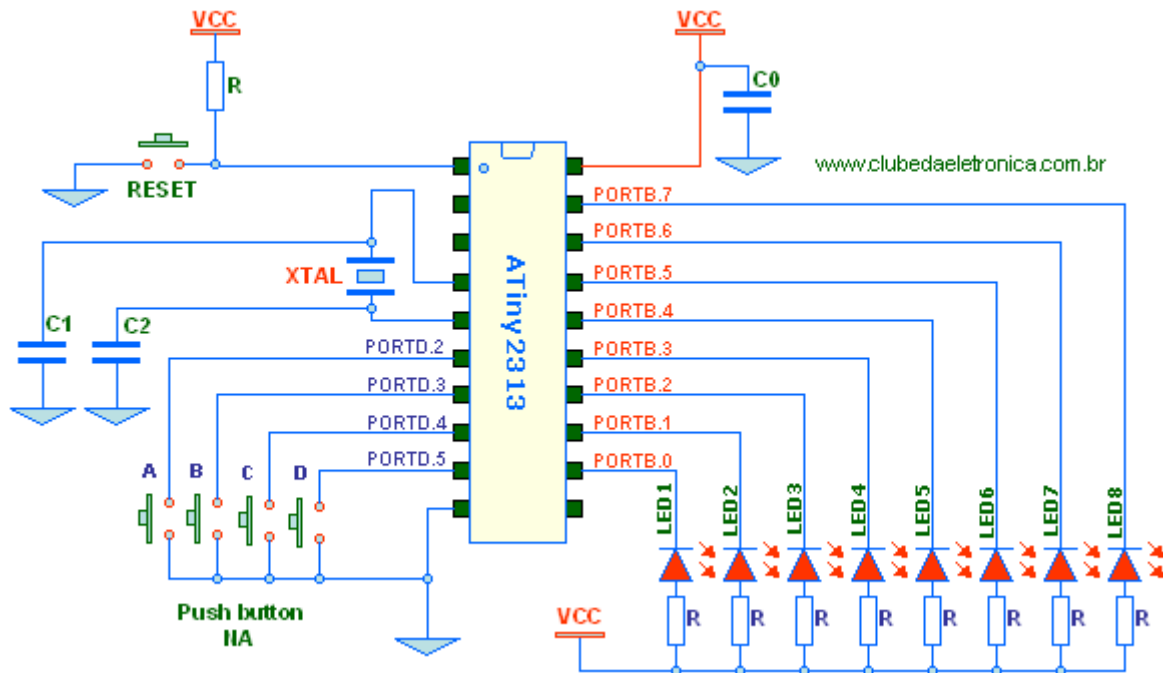 VCC
VCC
R
C0
www.clubedaeletronica.com.br
RESET
PORTB.7
PORTB.6
XTAL
PORTB.5
C1
C2
PORTB.4
ATiny2313
PORTD.2
PORTB.3
PORTD.3
PORTB.2
PORTD.4
PORTB.1
PORTD.5
PORTB.0
A B C D
LED1 LED2 LED3 LED4 LED5 LED6 LED7 LED8
Push button
NA
VCC
R R R R R R R R